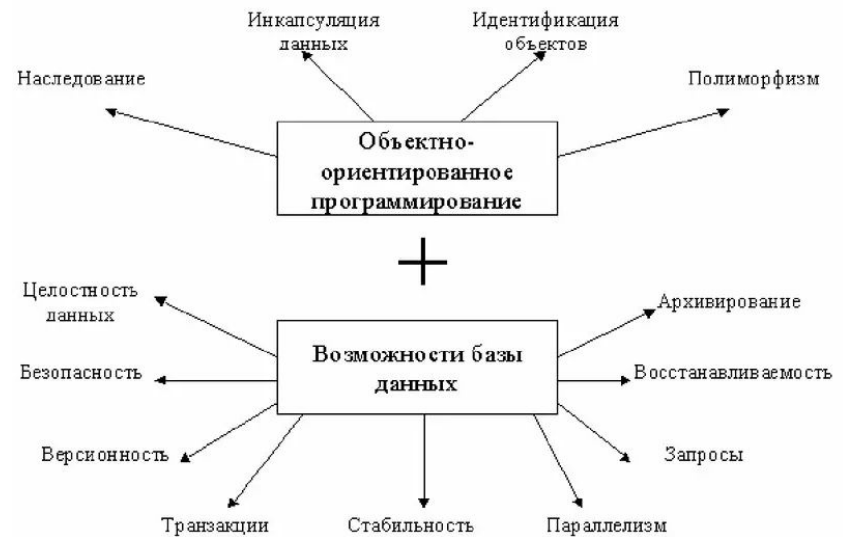 Инкапсуляция
данных
Идентификация
объектов
Наследование
Полиморфизм
Объектно-
ориентированное
программирование
+
Целостность
данных
Архивирование
Возможности базы
данных
Безопасность
Восстанавливаемость
Версионность
Запросы
Транзакции
Стабильность
Параллелизм